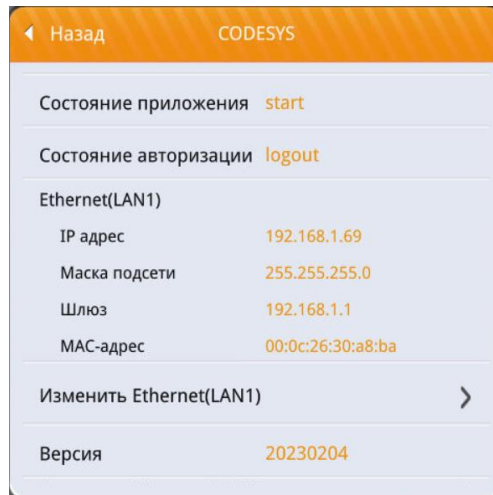 Назад CODESYS
Состояние приложения start
Состояние авторизации logout
Ethernet(LAN1)
IP адрес 192.168.1.69
Маска подсети 255.255.255.0
Шлюз 192.168.1.1
MAC-адрес 00:0c:26:30:a8:ba
Изменить Ethernet(LAN1)
Версия 20230204